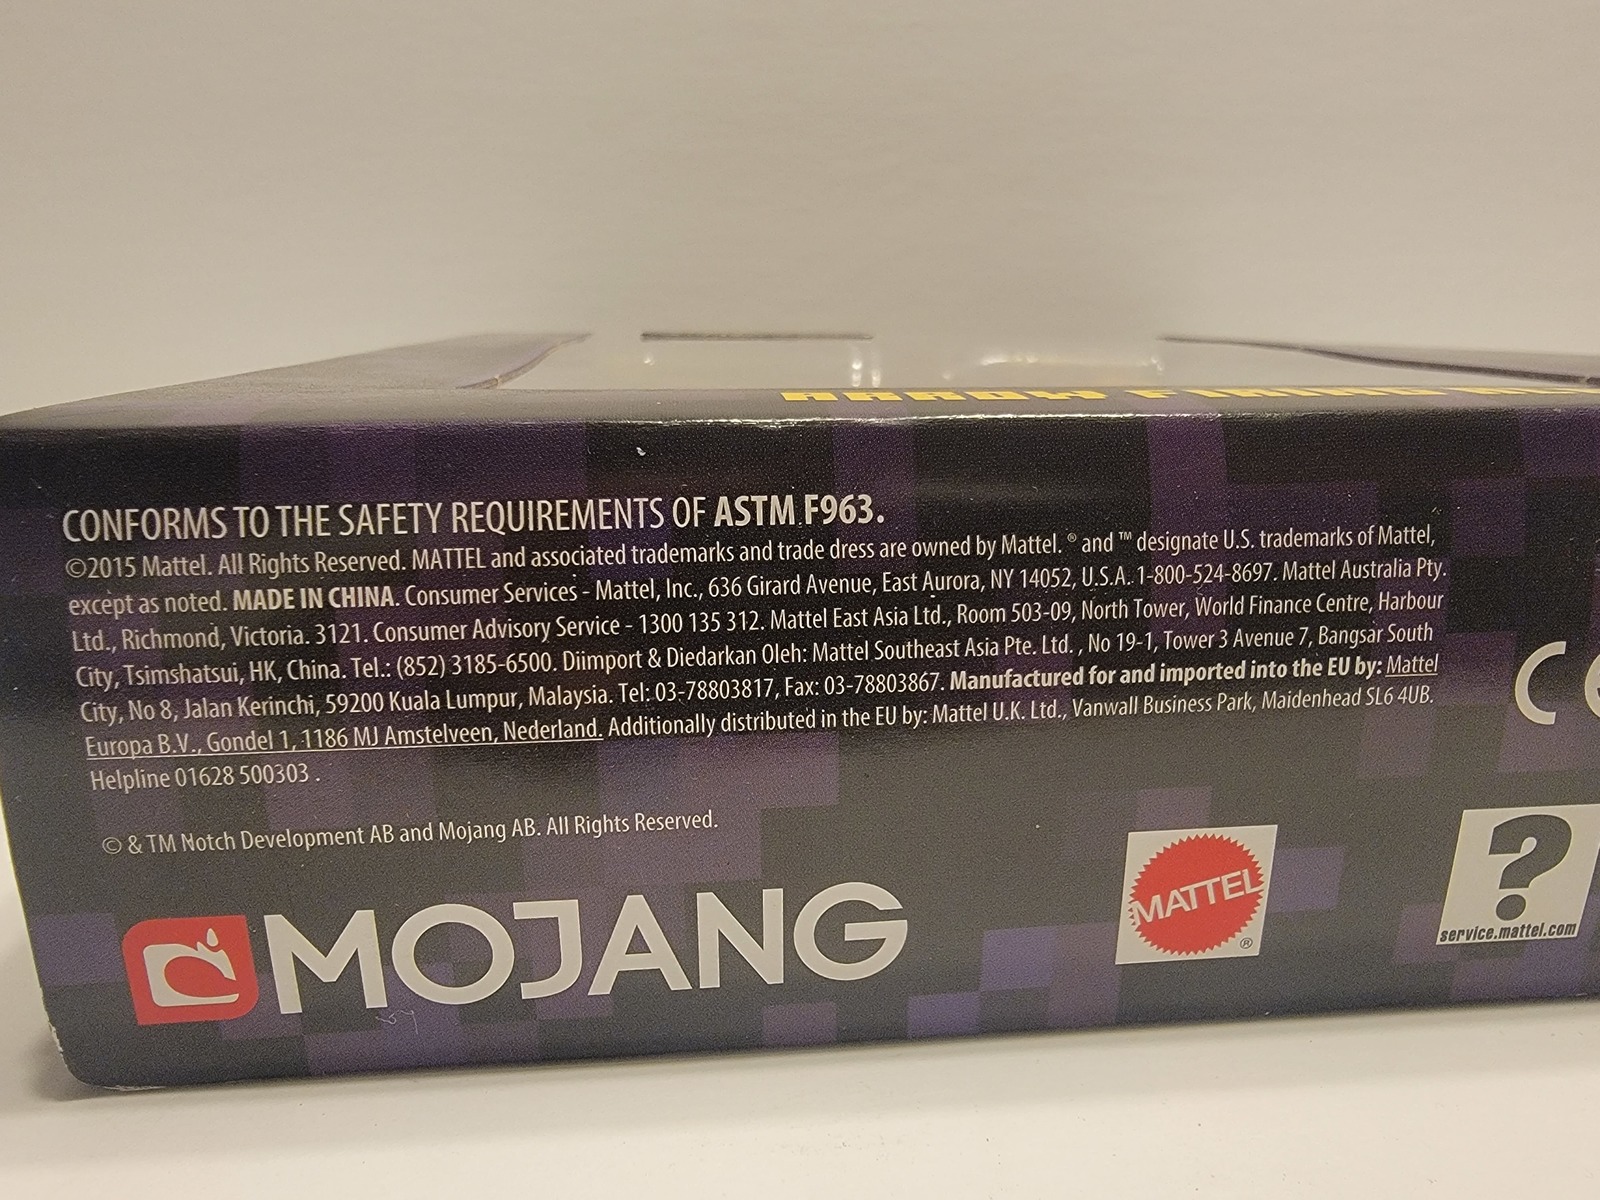 ARROW FIRING
CONFORMS TO THE SAFETY REQUIREMENTS OF ASTM F963.
©2015 Mattel. All Rights Reserved. MATTEL and associated trademarks and trade dress are owned by Mattel. ® and ™ designate U.S. trademarks of Mattel,
except as noted. MADE IN CHINA. Consumer Services - Mattel, Inc., 636 Girard Avenue, East Aurora, NY 14052, U.S.A. 1-800-524-8697. Mattel Australia Pty.
Ltd., Richmond, Victoria. 3121. Consumer Advisory Service - 1300 135 312. Mattel East Asia Ltd., Room 503-09, North Tower, World Finance Centre, Harbour
City, Tsimshatsui, HK, China. Tel.: (852) 3185-6500. Diimport & Diedarkan Oleh: Mattel Southeast Asia Pte. Ltd. , No 19-1, Tower 3 Avenue 7, Bangsar South
City, No 8, Jalan Kerinchi, 59200 Kuala Lumpur, Malaysia. Tel: 03-78803817, Fax: 03-78803867. Manufactured for and imported into the EU by: Mattel
Europa B.V., Gondel 1, 1186 MJ Amstelveen, Nederland. Additionally distributed in the EU by: Mattel U.K. Ltd., Vanwall Business Park, Maidenhead SL6 4UB.
Helpline 01628 500303 .
CE
© & TM Notch Development AB and Mojang AB. All Rights Reserved.
MOJANG
MATTEL ®
?
service.mattel.com